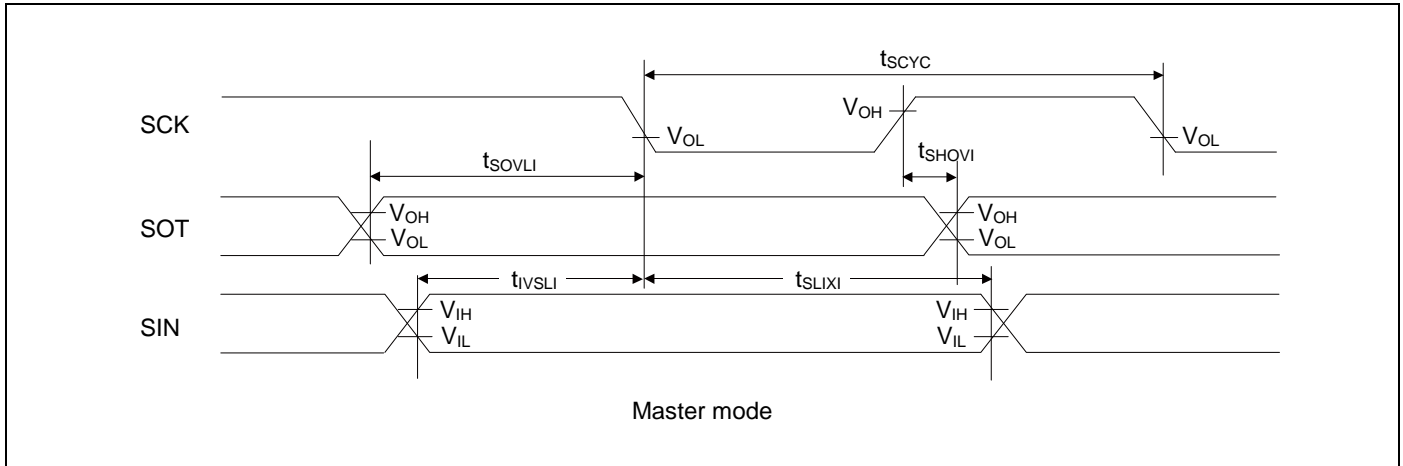 tSCYC
SCK
VOH
VOL
VOL
tSHOVI
tSOVLI
SOT
VOH
VOL
VOH
VOL
tIVSLI
tSLIXI
SIN
VIH
VIL
VIH
VIL
Master mode